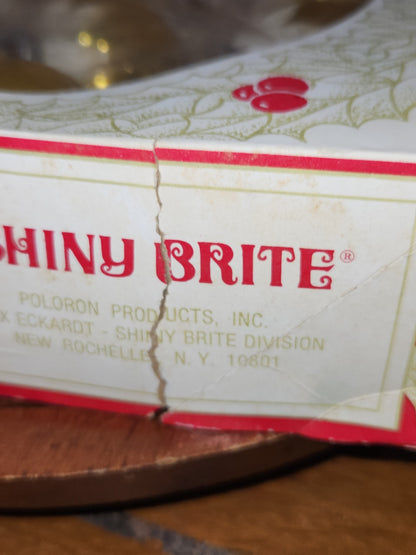 SHINY BRITE®
POLORON PRODUCTS, INC.
X ECKARDT - SHINY BRITE DIVISION
NEW ROCHELLE, N. Y. 10801